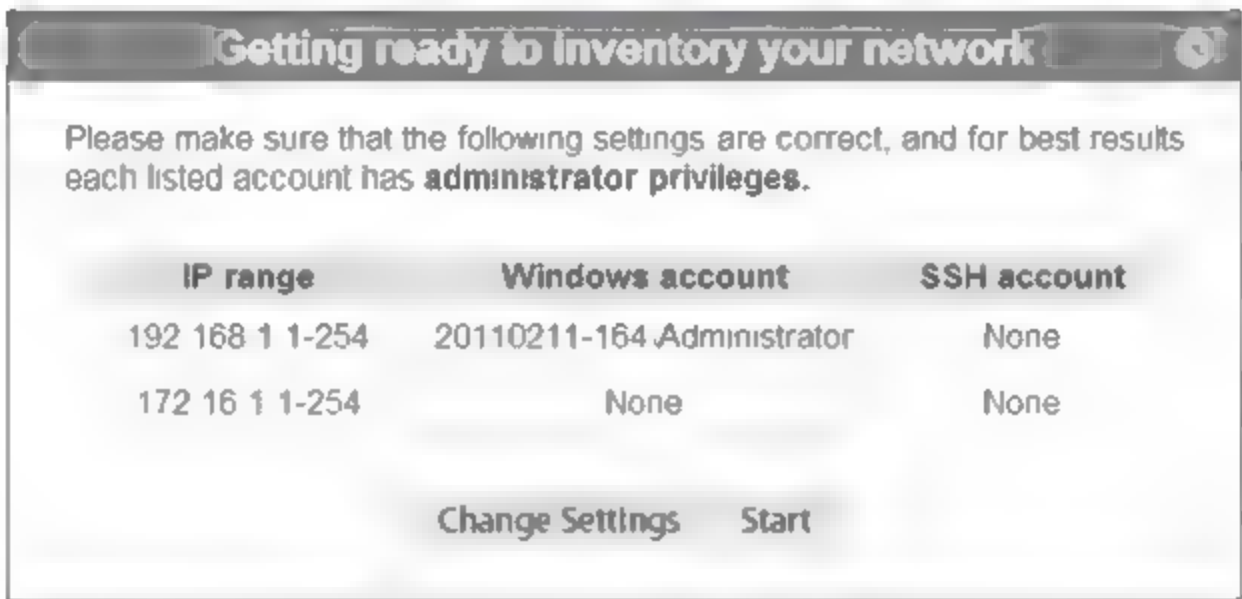 Getting ready to inventory your network
Please make sure that the following settings are correct, and for best results
each listed account has administrator privileges.
IP range Windows account SSH account
192 168 1 1-254 20110211-164 Administrator None
172 16 1 1-254 None None
Change Settings Start